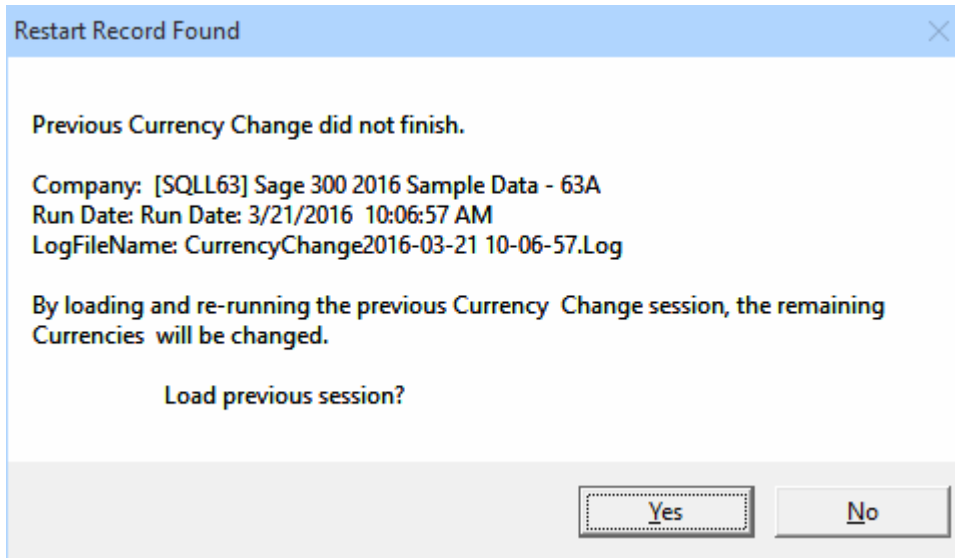 Restart Record Found
Previous Currency Change did not finish.
Company:  [SQLL63] Sage 300 2016 Sample Data - 63A
Run Date: Run Date: 3/21/2016  10:06:57 AM
LogFileName: CurrencyChange2016-03-21 10-06-57.Log
By loading and re-running the previous Currency  Change session, the remaining
Currencies  will be changed.
Load previous session?
Yes
No